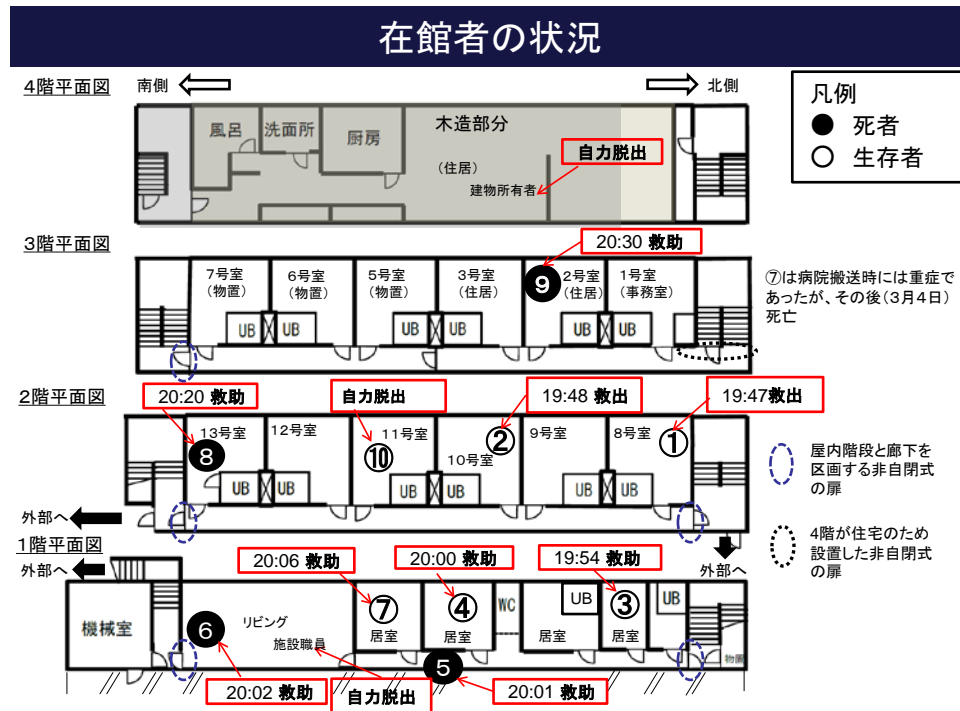 在館者の状況
4階平面図
南側
北側
凡例
● 死者
○ 生存者
風呂
洗面所
厨房
木造部分
(住居)
自力脱出
建物所有者
3階平面図
20:30 救助
7号室
(物置)
6号室
(物置)
5号室
(物置)
3号室
(住居)
9
2号室
(住居)
1号室
(事務室)
UB
UB
UB
UB
UB
⑦は病院搬送時には重症で
あったが、その後(3月4日)
死亡
2階平面図
20:20 救助
自力脱出
19:48 救出
19:47救出
13号室
12号室
11号室
10号室
9号室
8号室
8
⑩
②
①
UB
UB
UB
UB
UB
UB
屋内階段と廊下を
区画する非自閉式
の扉
外部へ
1階平面図
外部へ
20:06 救助
20:00 救助
19:54 救助
外部へ
4階が住宅のため
設置した非自閉式
の扉
機械室
6
リビング
施設職員
⑦
居室
④
居室
WC
居室
UB
③
居室
UB
物置
5
20:02 救助
自力脱出
20:01 救助